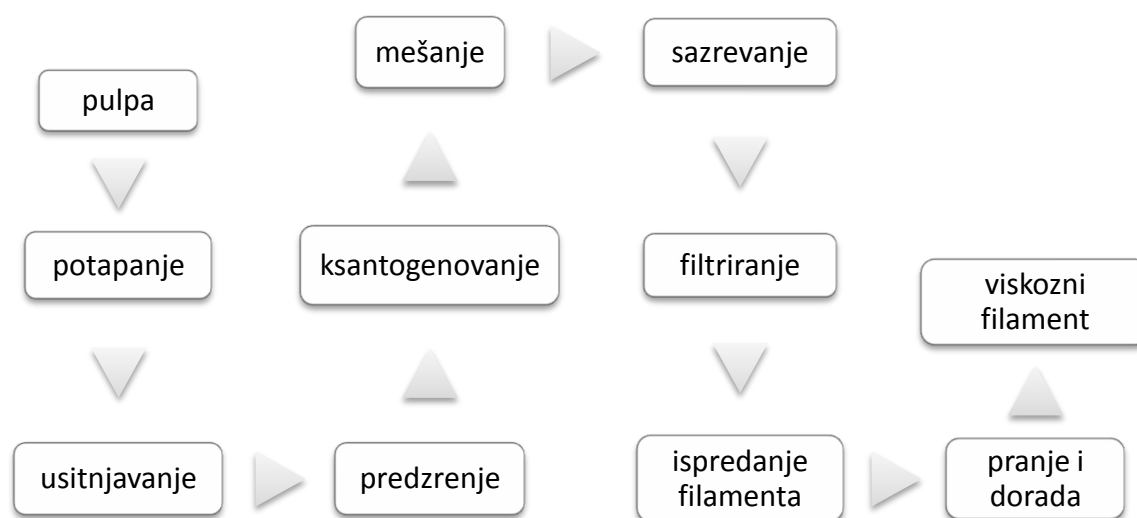 pulpa
potapanje
usitnjavanje
predzrenje
ksantogenovanje
mešanje
sazrevanje
filtriranje
ispredanje
filamenta
pranje i
dorada
viskozni
filament